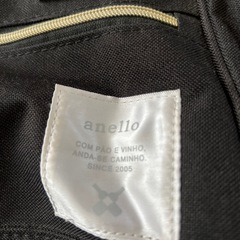 anello
COM PÃO E VINHO,
ANDA-SE CAMINHO.
SINCE 2005